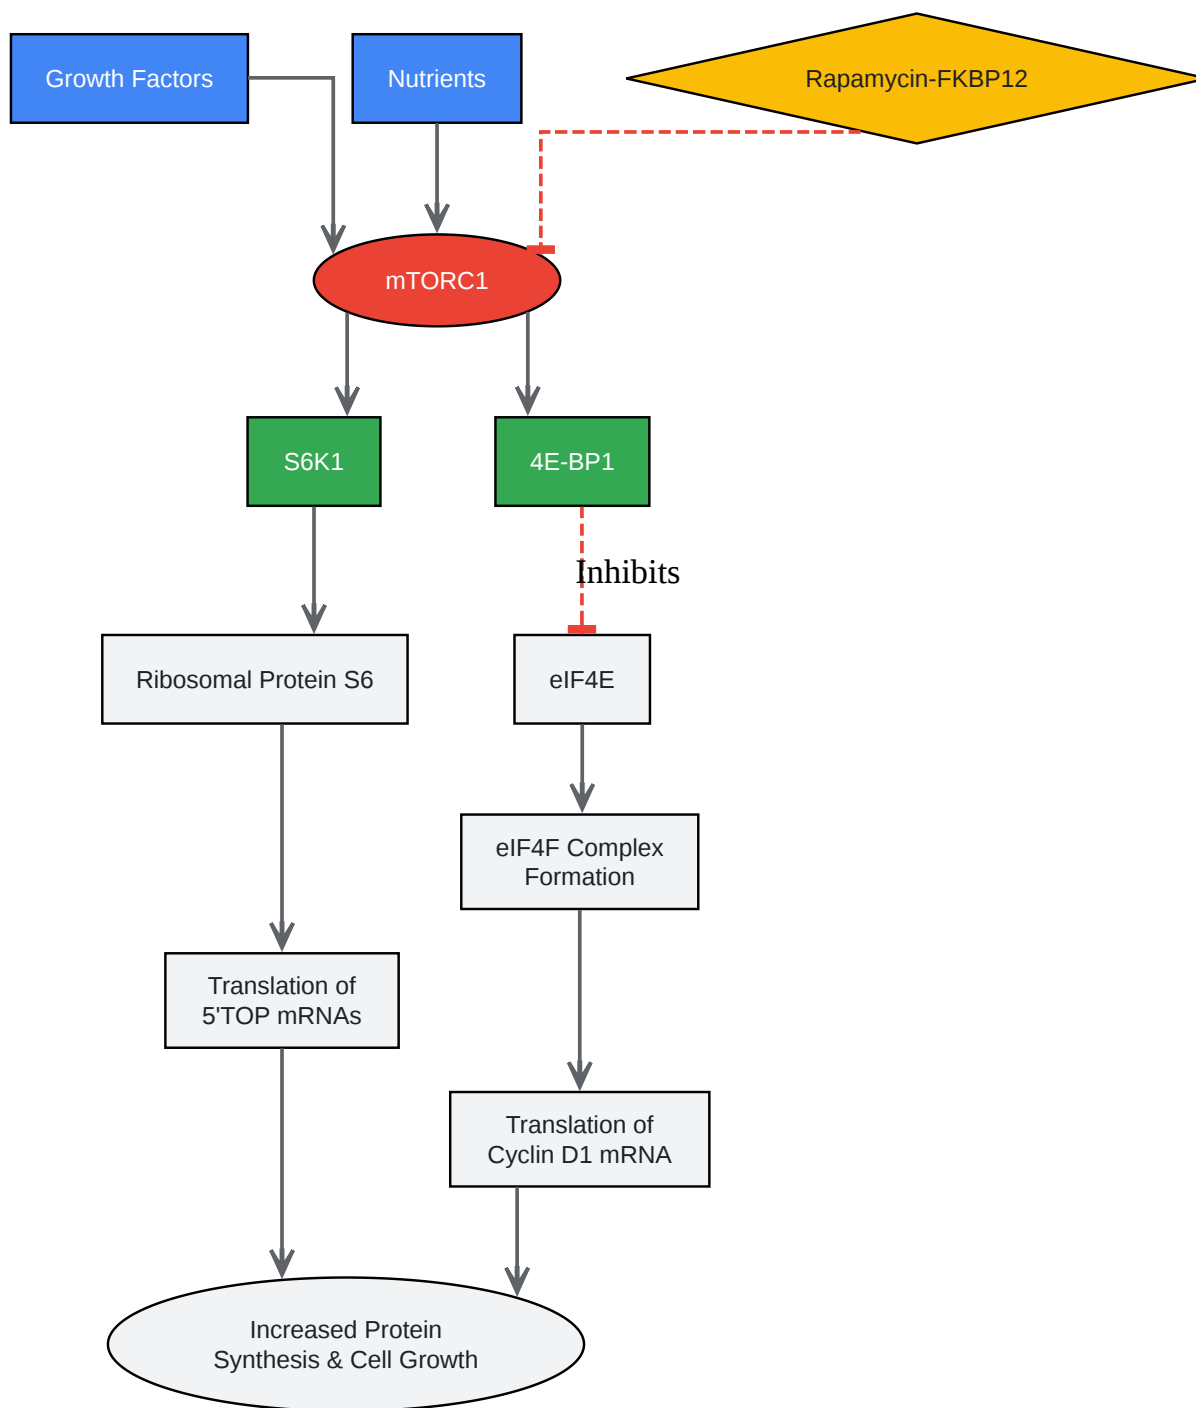 Growth Factors
Nutrients
Rapamycin-FKBP12
mTORC1
S6K1
4E-BP1
Inhibits
Ribosomal Protein S6
eIF4E
eIF4F Complex
Formation
Translation of
5'TOP mRNAs
Translation of
Cyclin D1 mRNA
Increased Protein
Synthesis & Cell Growth